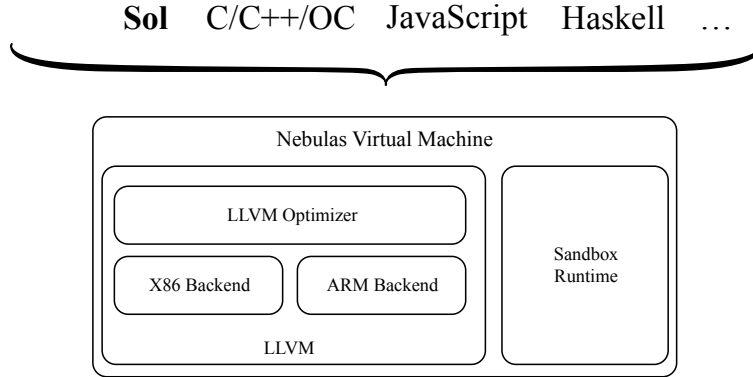 Sol C/C++/OC JavaScript Haskell …
Nebulas Virtual Machine
LLVM Optimizer
X86 Backend
ARM Backend
LLVM
Sandbox
Runtime